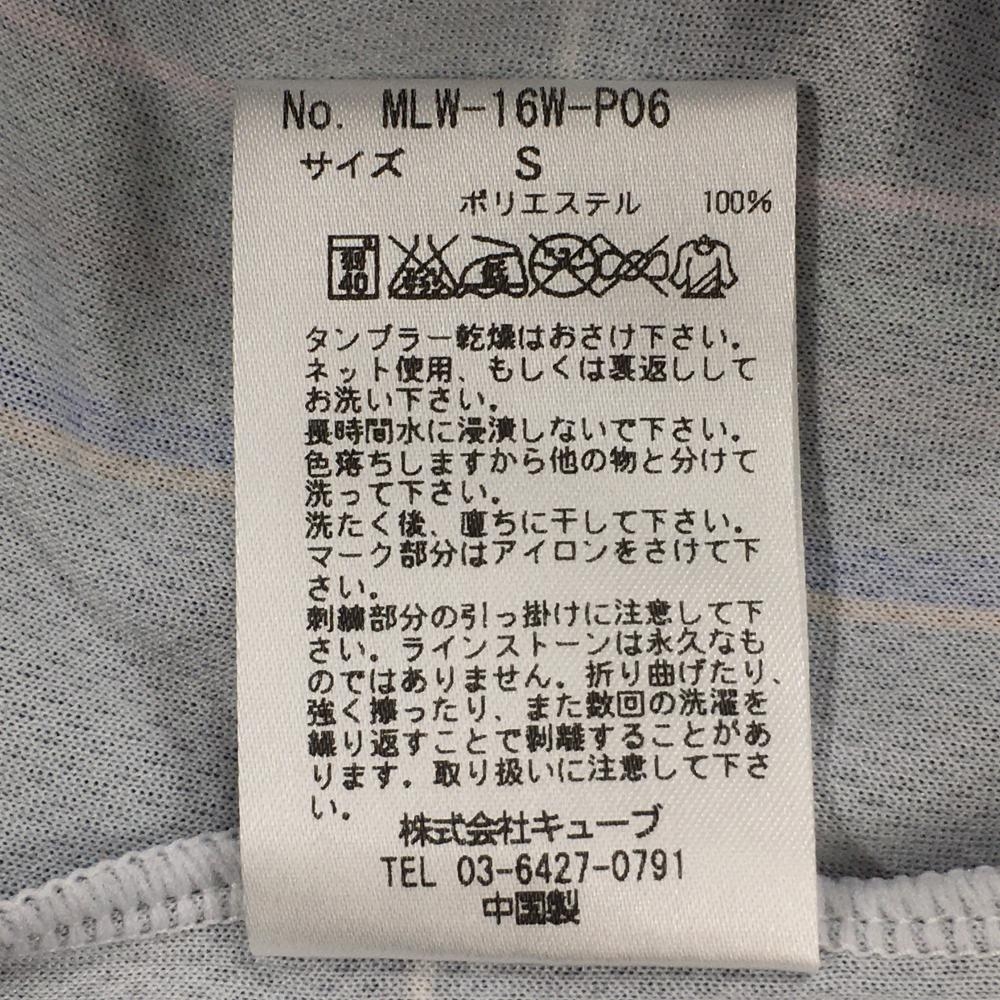 No. MLW-16W-P06
サイズ S
ポリエステル 100%
40
タンブラー乾燥はおさけ下さい。
ネット使用、もしくは裏返しして
お洗い下さい。
長時間水に浸漬しないで下さい。
色落ちしますから他の物と分けて
洗って下さい。
洗たく後、直ちに干して下さい。
マーク部分はアイロンをさけて下
さい。
刺繍部分の引っ掛けに注意して下
さい。ラインストーンは永久なも
のではありません。折り曲げたり、
強く擦ったり、また数回の洗濯を
繰り返すことで剥離することがあ
ります。取り扱いに注意して下さ
い。
株式会社キューブ
TEL 03-6427-0791
中国製